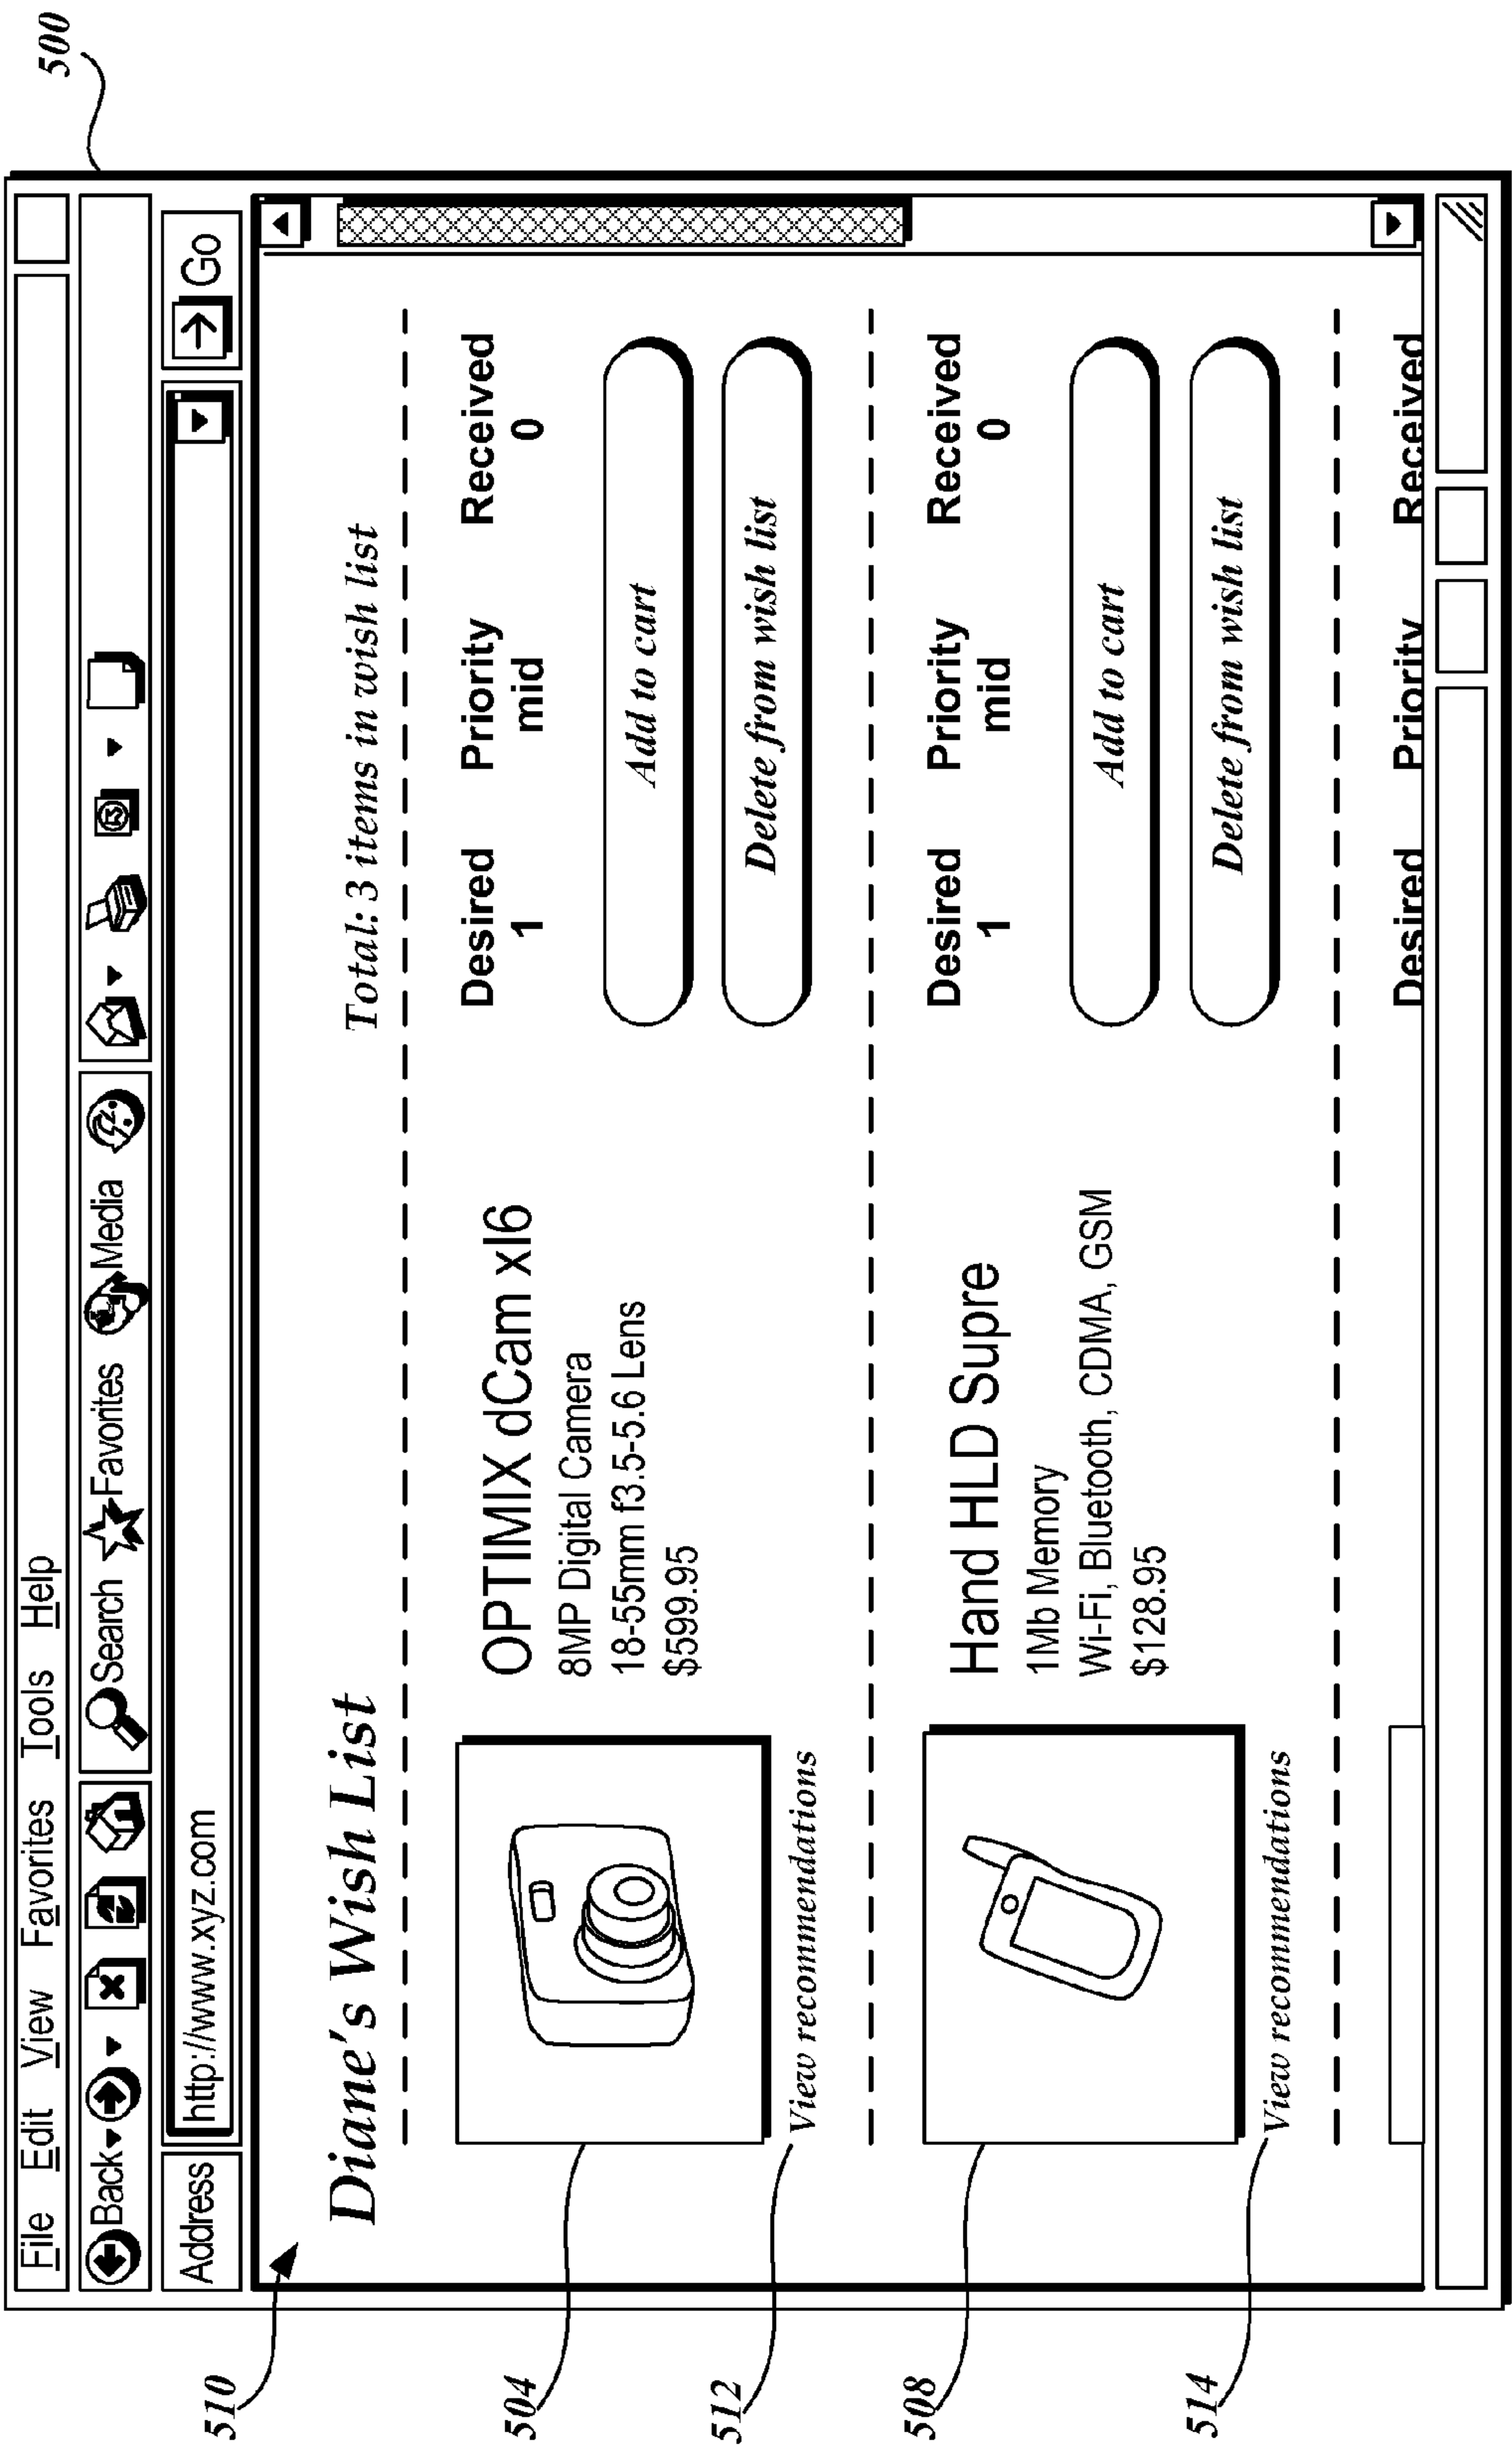 500
File Edit View Favorites Tools Help
Back Search Favorites Media
Address http://www.xyz.com Go
510
Diane's Wish List Total: 3 items in wish list
504
OPTIMIX dCam xl6
8MP Digital Camera
18-55mm f3.5-5.6 Lens
$599.95
Desired Priority Received
1 mid 0
Add to cart
Delete from wish list
512
View recommendations
508
Hand HLD Supre
1Mb Memory
Wi-Fi, Bluetooth, CDMA, GSM
$128.95
Desired Priority Received
1 mid 0
Add to cart
Delete from wish list
514
View recommendations
Desired Priority Received